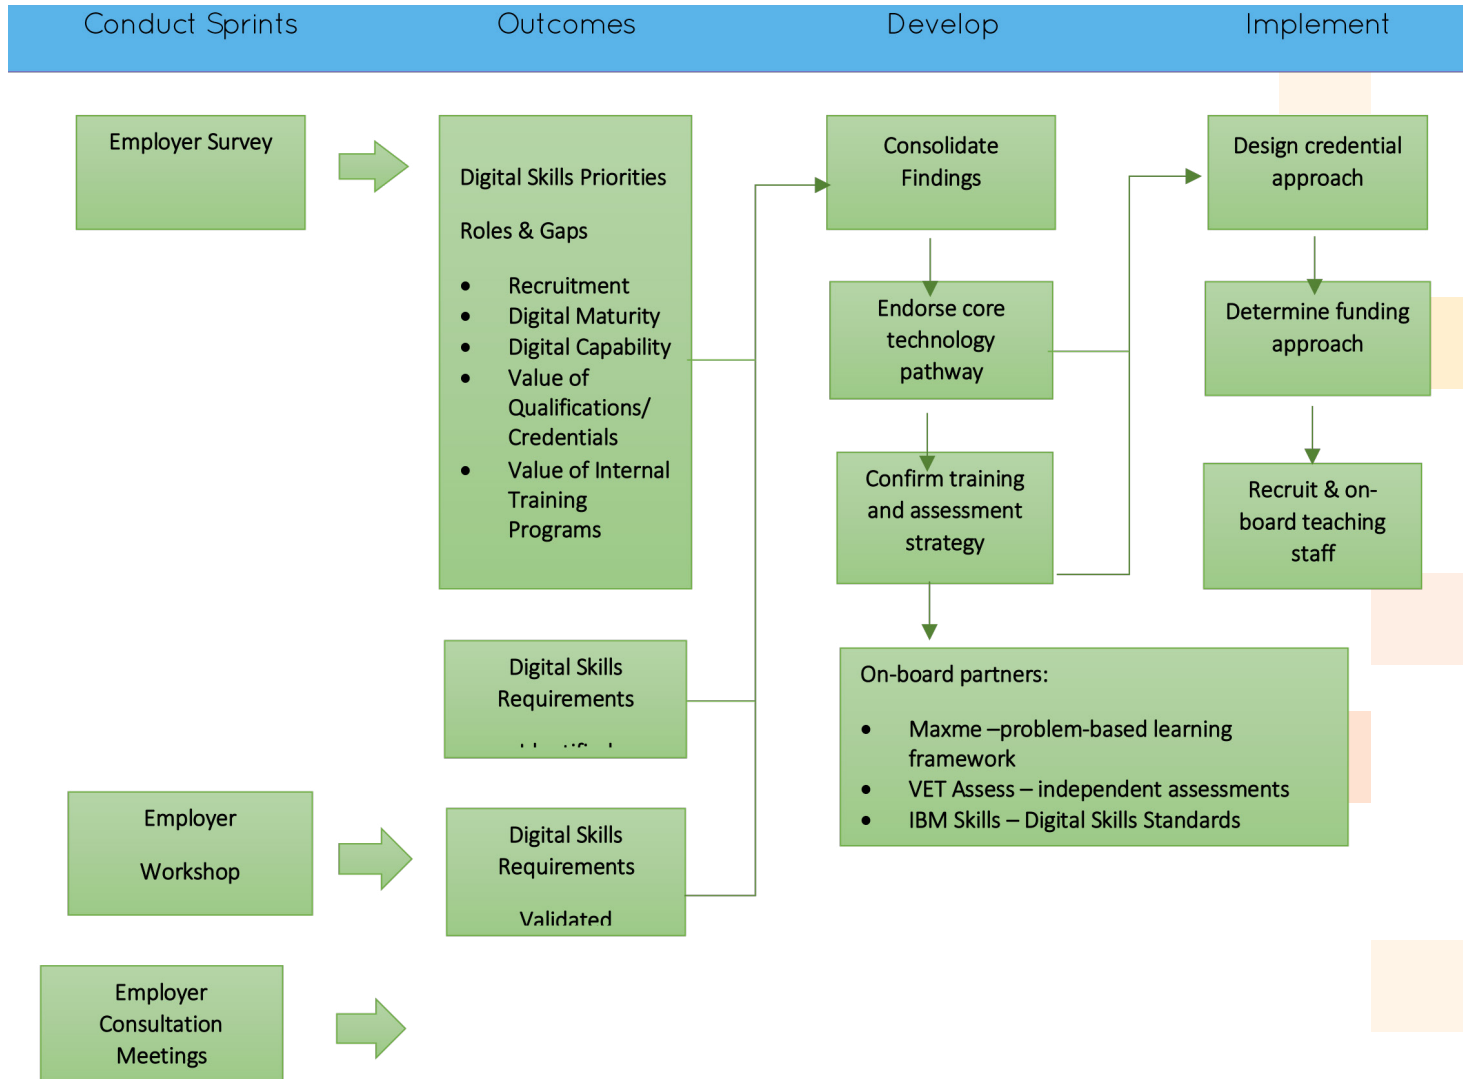 Conduct Sprints
Outcomes
Develop
Implement
Employer Survey
Digital Skills Priorities
Roles & Gaps
• Recruitment
• Digital Maturity
• Digital Capability
• Value of
Qualifications/
Credentials
• Value of Internal
Training
Programs
Digital Skills
Requirements
Employer
Workshop
Digital Skills
Requirements
Validated
Employer
Consultation
Meetings
Consolidate
Findings
Endorse core
technology
pathway
Confirm training
and assessment
strategy
On-board partners:
• Maxme –problem-based learning
framework
• VET Assess – independent assessments
• IBM Skills – Digital Skills Standards
Design credential
approach
Determine funding
approach
Recruit & on-
board teaching
staff